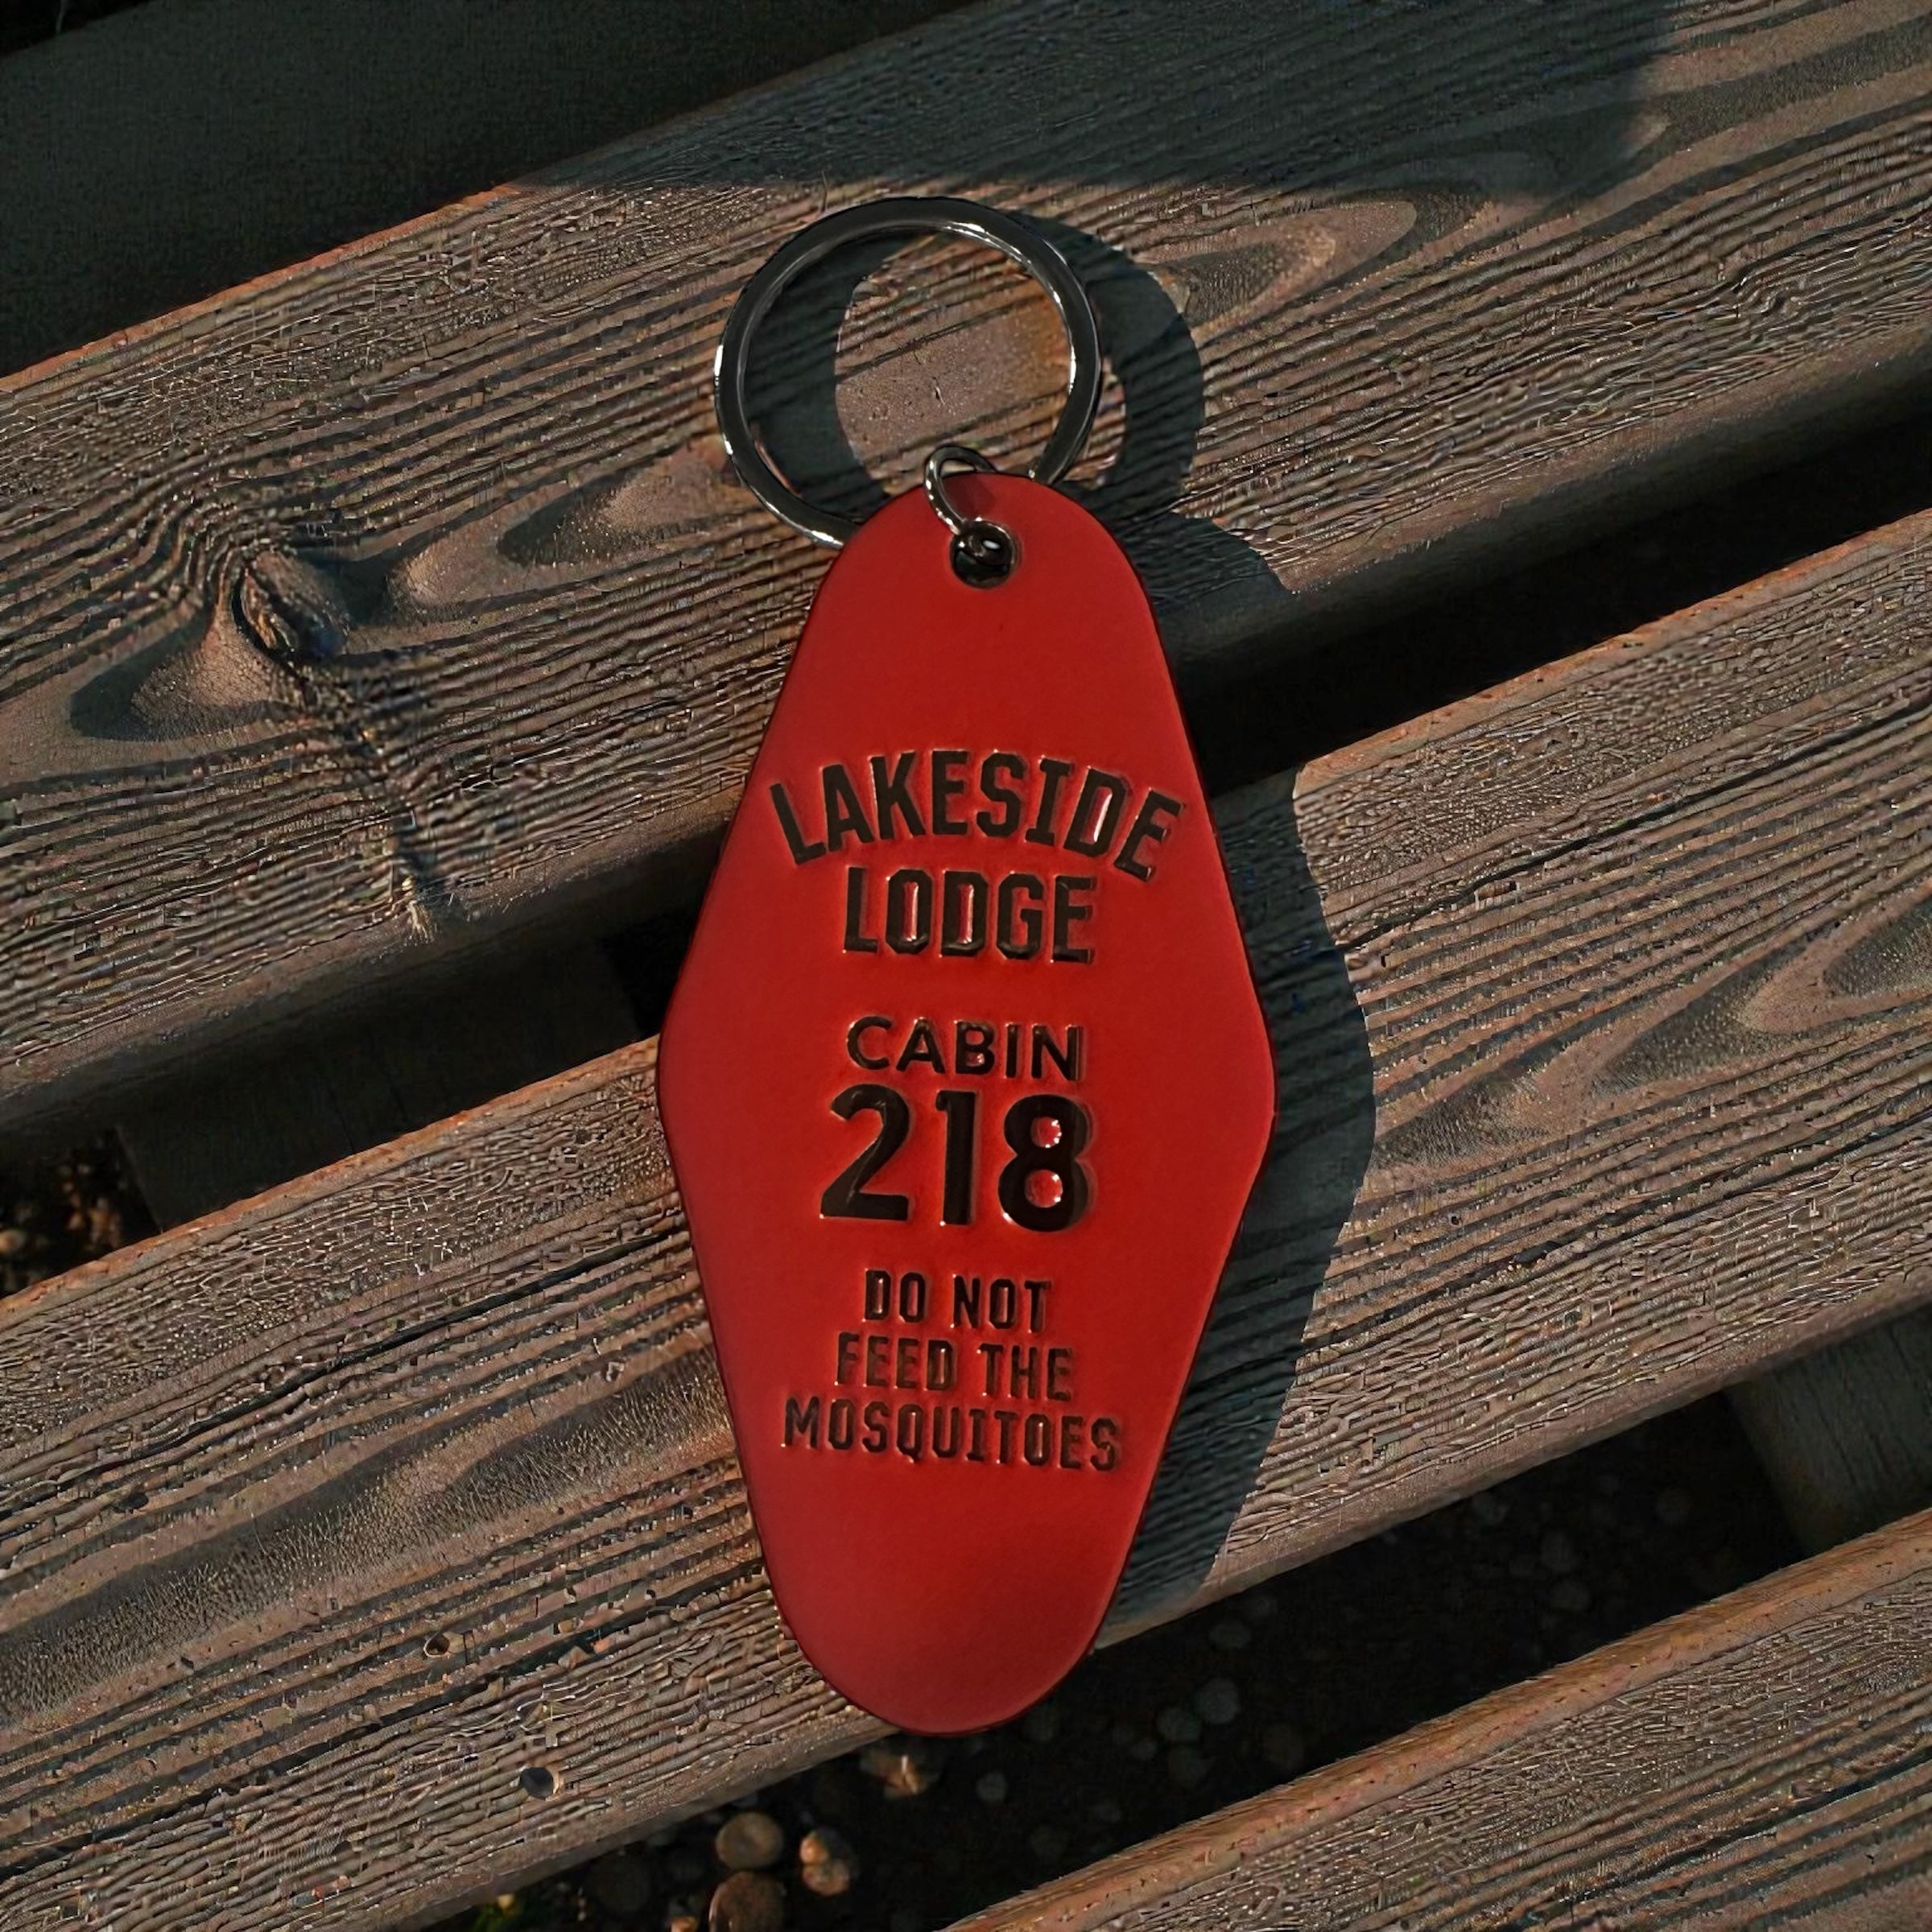 LAKESIDE
LODGE
CABIN
218
DO NOT
FEED THE
MOSQUITOES